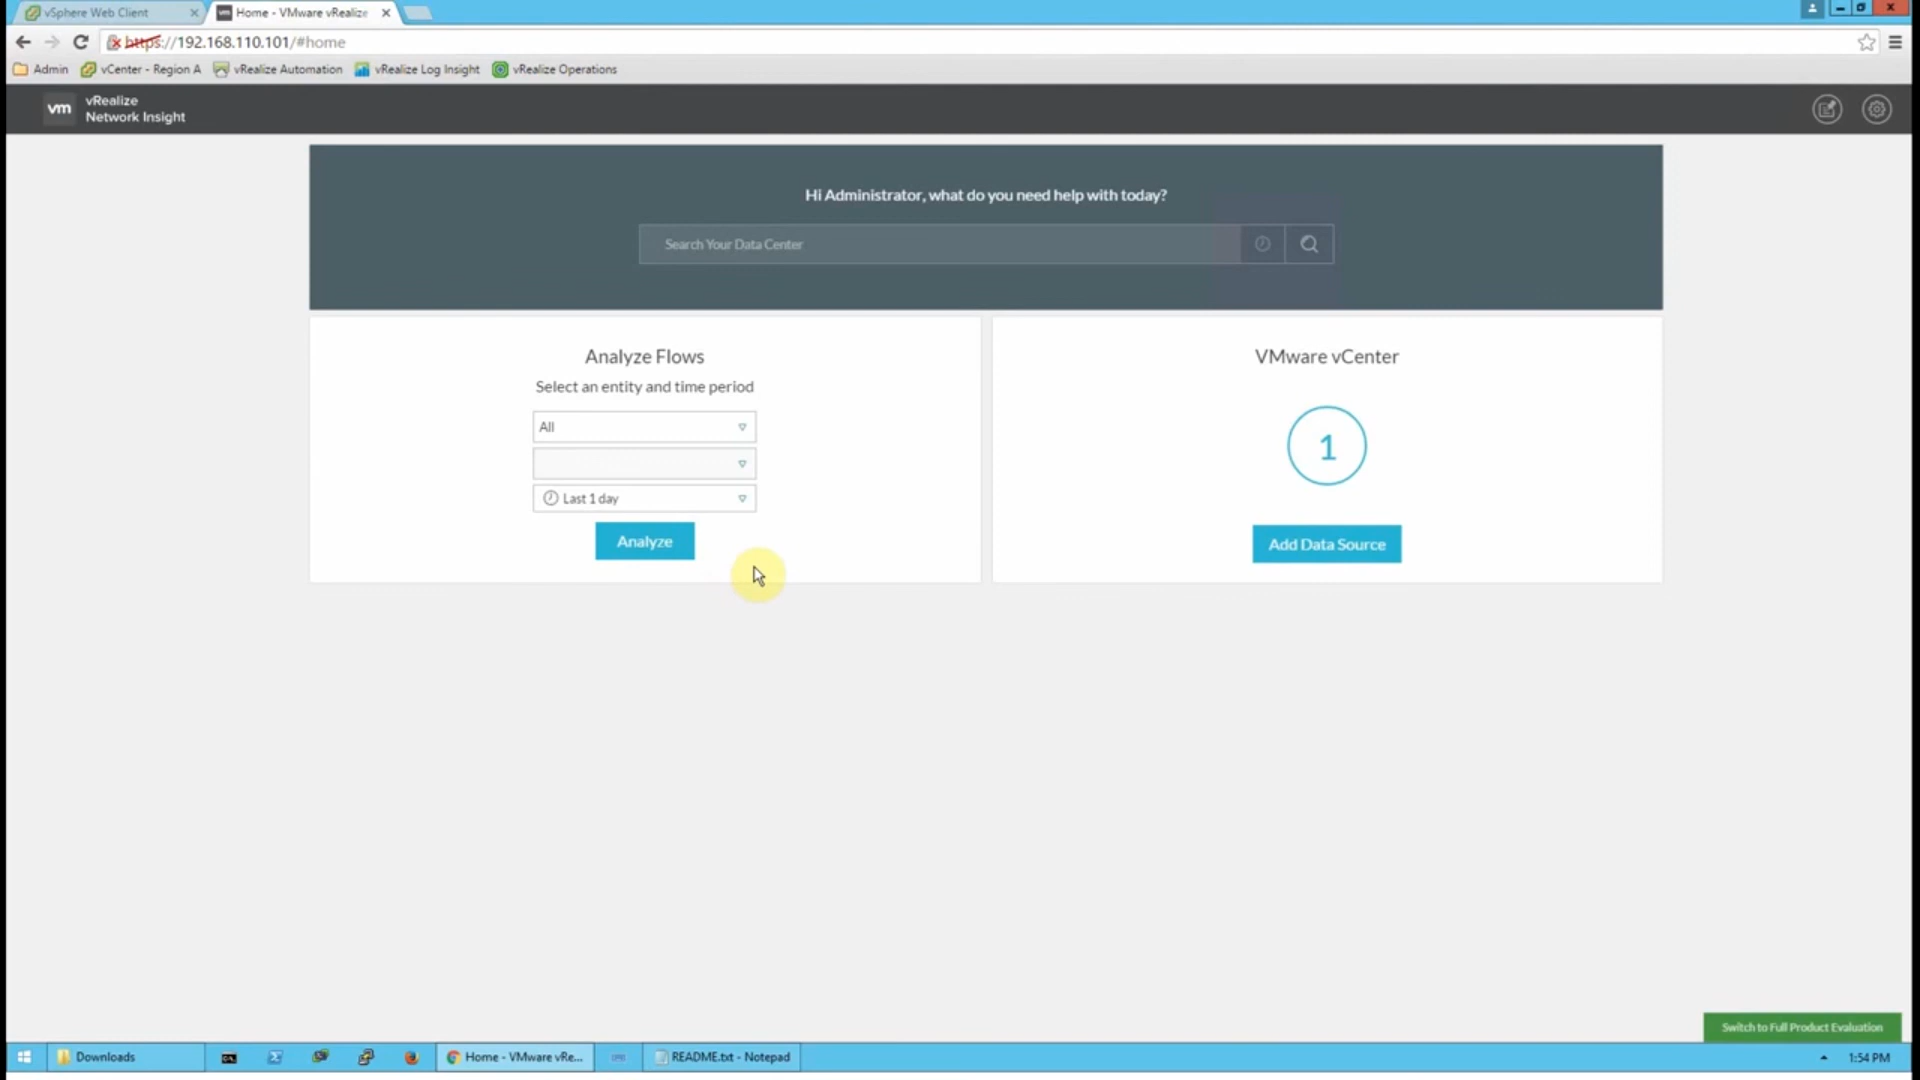 vSphere Web Client
Home - VMware vRealize
https://192.168.110.101/#home
Admin
vCenter - Region A
vRealize Automation
vRealize Log Insight
vRealize Operations
vm
vRealize
Network Insight
Hi Administrator, what do you need help with today?
Search Your Data Center
Analyze Flows
Select an entity and time period
All
Last 1 day
Analyze
VMware vCenter
1
Add Data Source
Switch to Full Product Evaluation
Downloads
Home - VMware vRe...
README.txt - Notepad
1:54 PM